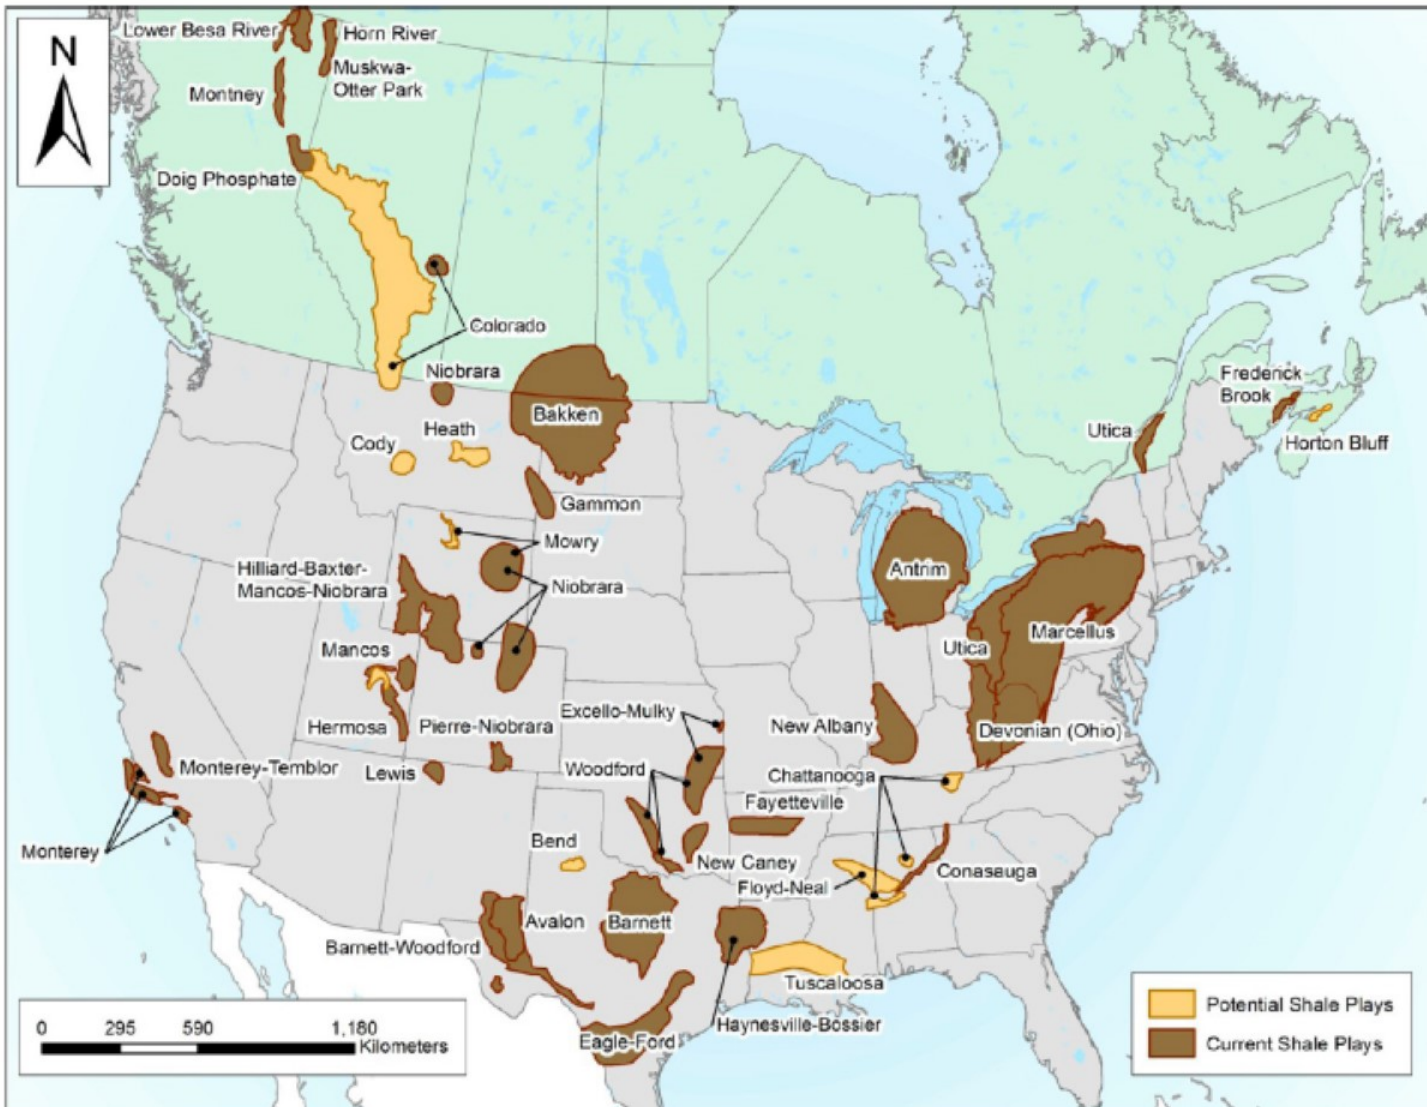 Lower Besa River
Horn River
N
Muskwa-
Otter Park
Montney
Doig Phosphate
Colorado
Niobrara
Frederick
Brook
Bakken
Heath
Cody
Utica
Horton Bluff
Gammon
Mowry
Hilliard-Baxter-
Mancos-Niobrara
Antrim
Niobrara
Marcellus
Mancos
Utica
Excello-Mulky
Hermosa
Pierre-Niobrara
New Albany
Devonian (Ohio)
Monterey-Temblor
Lewis
Woodford
Chattanooga
Fayetteville
Monterey
Bend
New Caney
Conasauga
Floyd-Neal
Avalon
Barnett
Barnett-Woodford
Tuscaloosa
Haynesville-Bossier
Eagle-Ford
0 295 590 1,180
Kilometers
Potential Shale Plays
Current Shale Plays